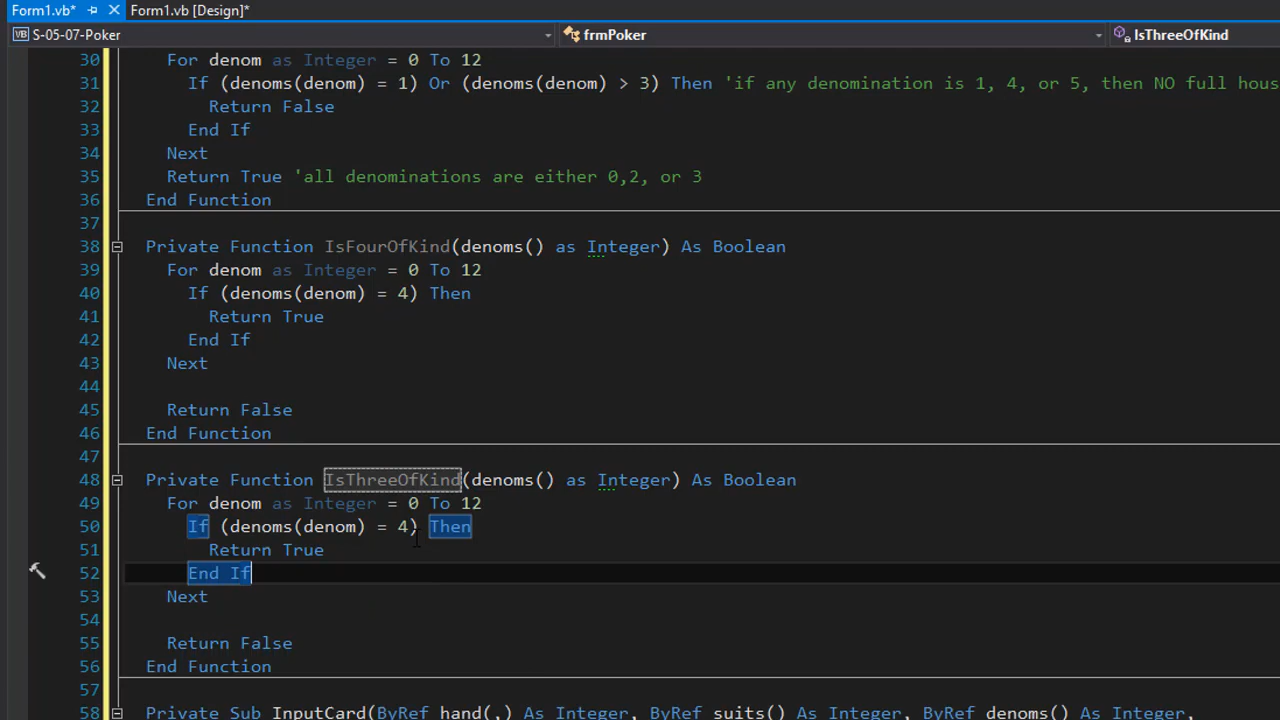 Form1.vb* Form1.vb [Design]*
VB S-05-07-Poker frmPoker IsThreeOfKind
30 For denom as Integer = 0 To 12
31 If (denoms(denom) = 1) Or (denoms(denom) > 3) Then 'if any denomination is 1, 4, or 5, then NO full hous
32 Return False
33 End If
34 Next
35 Return True 'all denominations are either 0,2, or 3
36 End Function
37
38 Private Function IsFourOfKind(denoms() as Integer) As Boolean
39 For denom as Integer = 0 To 12
40 If (denoms(denom) = 4) Then
41 Return True
42 End If
43 Next
44
45 Return False
46 End Function
47
48 Private Function IsThreeOfKind(denoms() as Integer) As Boolean
49 For denom as Integer = 0 To 12
50 If (denoms(denom) = 4) Then
51 Return True
52 End If
53 Next
54
55 Return False
56 End Function
57
58 Private Sub InputCard(ByRef hand(,) As Integer, ByRef suits() As Integer, ByRef denoms() As Integer,